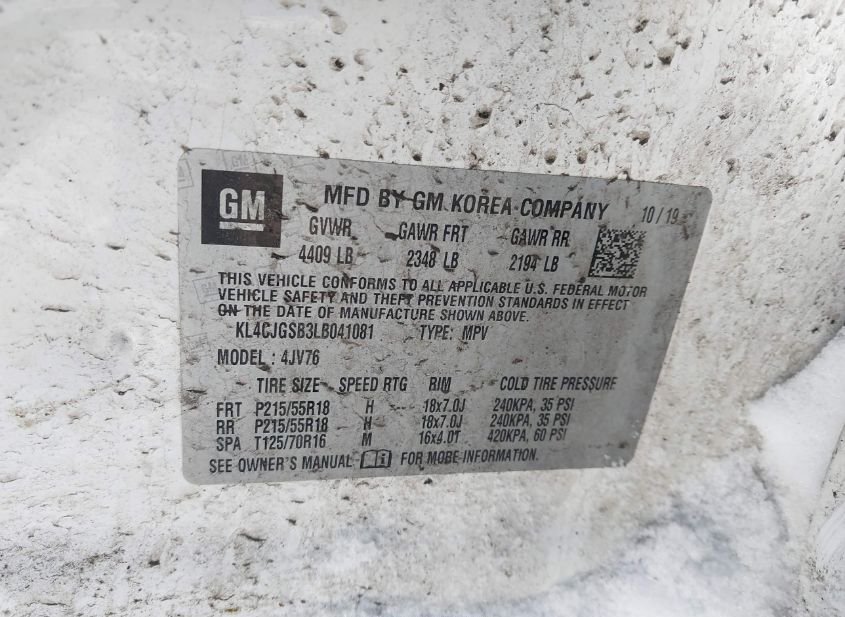 GM
MFD BY GM KOREA COMPANY 10/19
GVWR GAWR FRT GAWR RR
4409 LB 2348 LB 2194 LB
THIS VEHICLE CONFORMS TO ALL APPLICABLE U.S. FEDERAL MOTOR
VEHICLE SAFETY AND THEFT PREVENTION STANDARDS IN EFFECT
ON THE DATE OF MANUFACTURE SHOWN ABOVE.
KL4CJGSB3LB041081 TYPE: MPV
MODEL: 4JV76
TIRE SIZE SPEED RTG RIM COLD TIRE PRESSURE
FRT P215/55R18 H 18x7.0J 240KPA, 35 PSI
RR P215/55R18 H 18x7.0J 240KPA, 35 PSI
SPA T125/70R16 M 16x4.0T 420KPA, 60 PSI
SEE OWNER'S MANUAL FOR MORE INFORMATION.